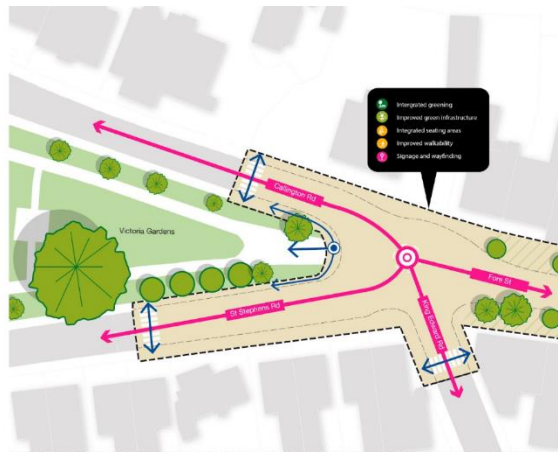 Intergrated greening
Improved green infrastructure
Integrated seating areas
Improved walkability
Signage and wayfinding
Callington Rd
Victoria Gardens
Fore St
St Stephens Rd
King Edward Rd